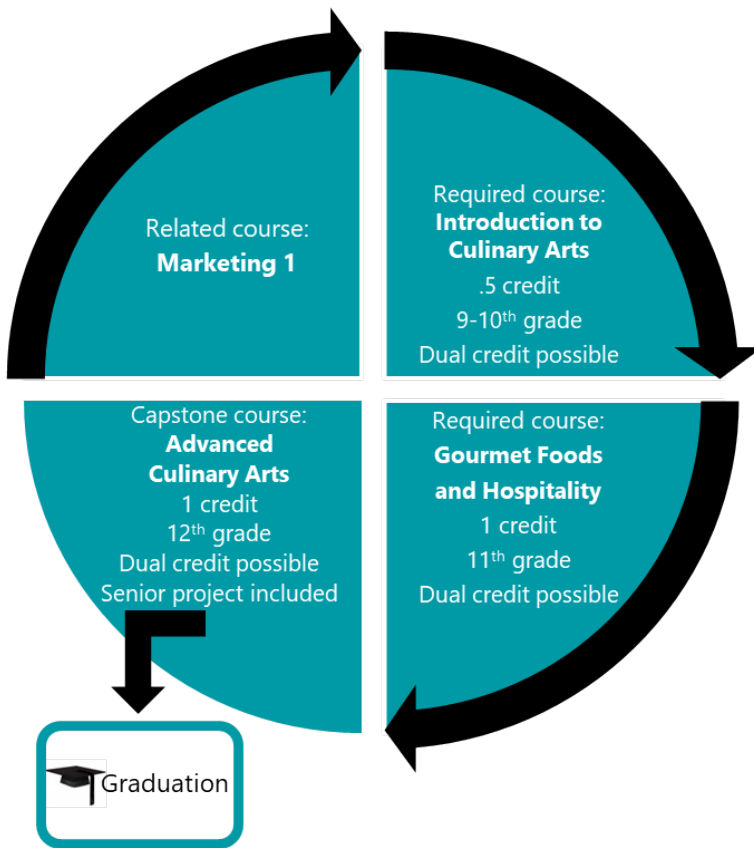 Related course:
Marketing 1
Required course:
Introduction to
Culinary Arts
.5 credit
9-10th grade
Dual credit possible
Required course:
Gourmet Foods
and Hospitality
1 credit
11th grade
Dual credit possible
Capstone course:
Advanced
Culinary Arts
1 credit
12th grade
Dual credit possible
Senior project included
Graduation